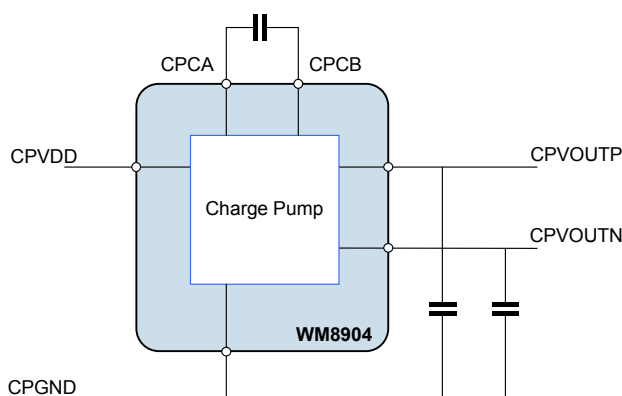 CPCA
CPCB
CPVDD
CPVOUTP
Charge Pump
CPVOUTN
WM8904
CPGND